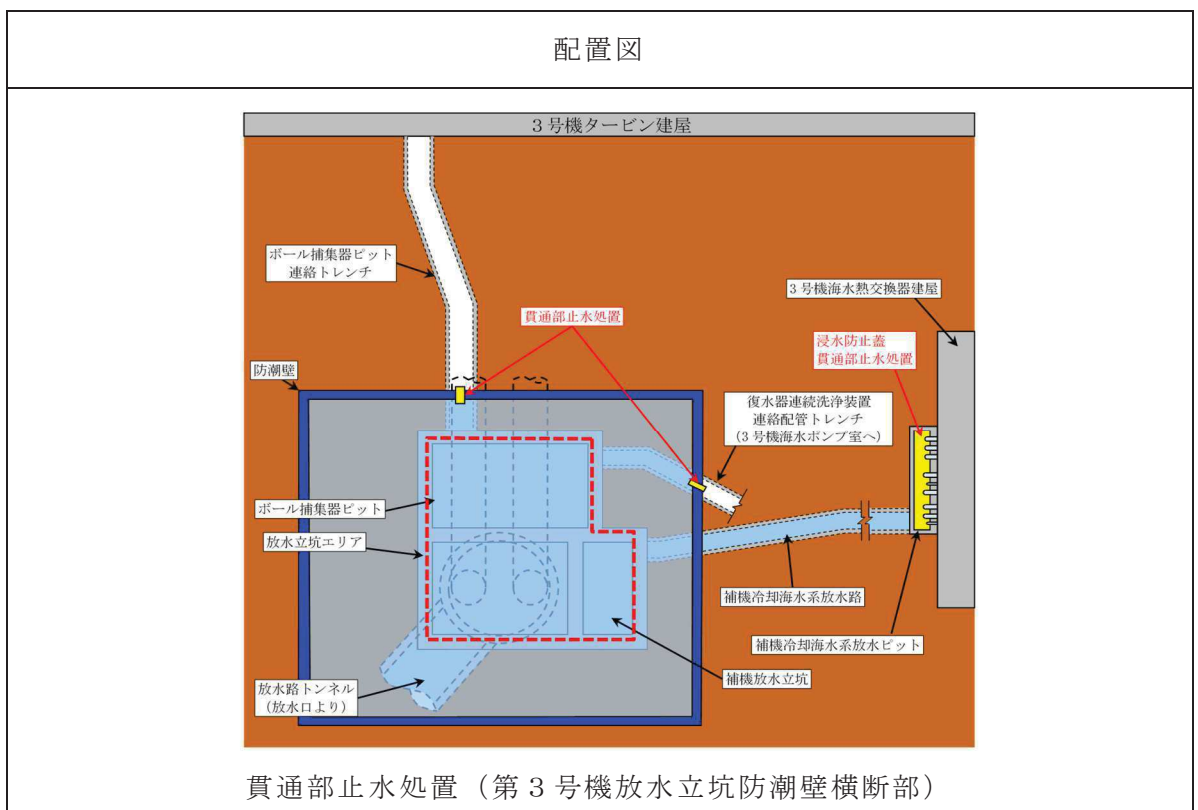 配置図
3号機タービン建屋
ボール捕集器ピット
連絡トレンチ
3号機海水熱交換器建屋
貫通部止水処置
浸水防止蓋
貫通部止水処置
防潮壁
復水器連続洗浄装置
連絡配管トレンチ
(3号機海水ポンプ室へ)
ボール捕集器ピット
放水立坑エリア
補機冷却海水系放水路
補機冷却海水系放水ピット
補機放水立坑
放水路トンネル
(放水口より)
貫通部止水処置(第3号機放水立坑防潮壁横断部)